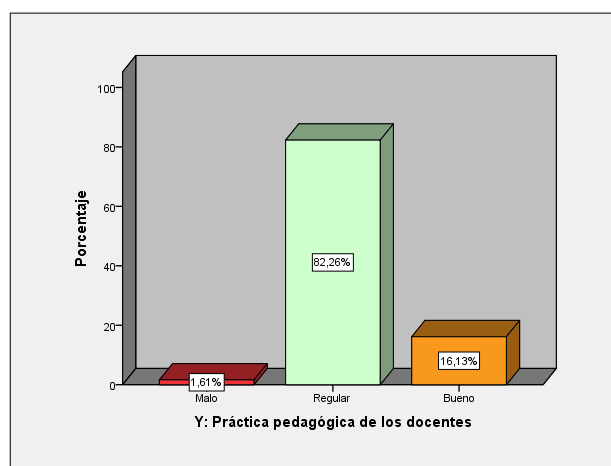 Porcentaje
100
80
60
40
20
0
82,26%
16,13%
1,61%
Malo
Regular
Bueno
Y: Práctica pedagógica de los docentes